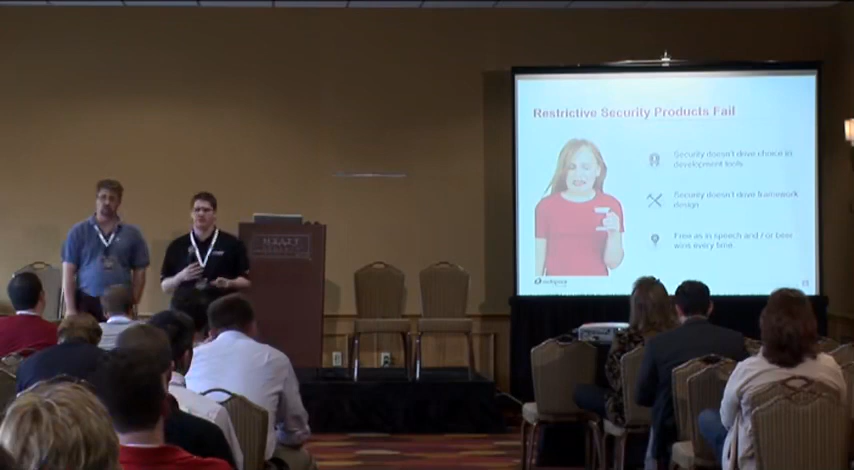 Restrictive Security Products Fail
Security doesn't drive choice in
development tools.
Security doesn't drive framework
design.
Free as in speech and / or beer
wins every time.
HYATT